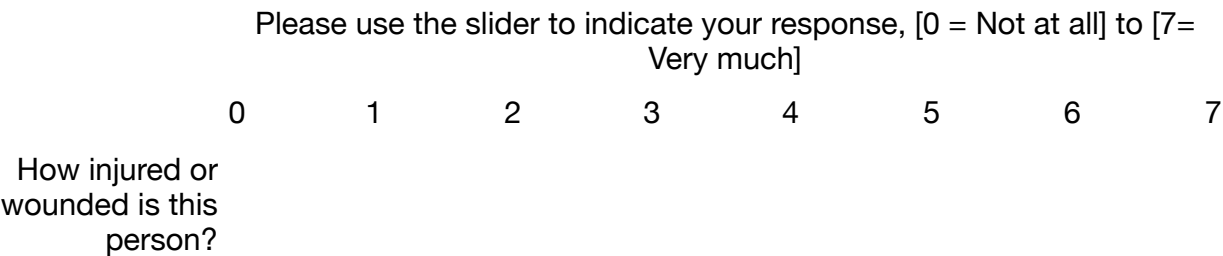 Please use the slider to indicate your response, [0 = Not at all] to [7=
Very much]
0 1 2 3 4 5 6 7
How injured or
wounded is this
person?